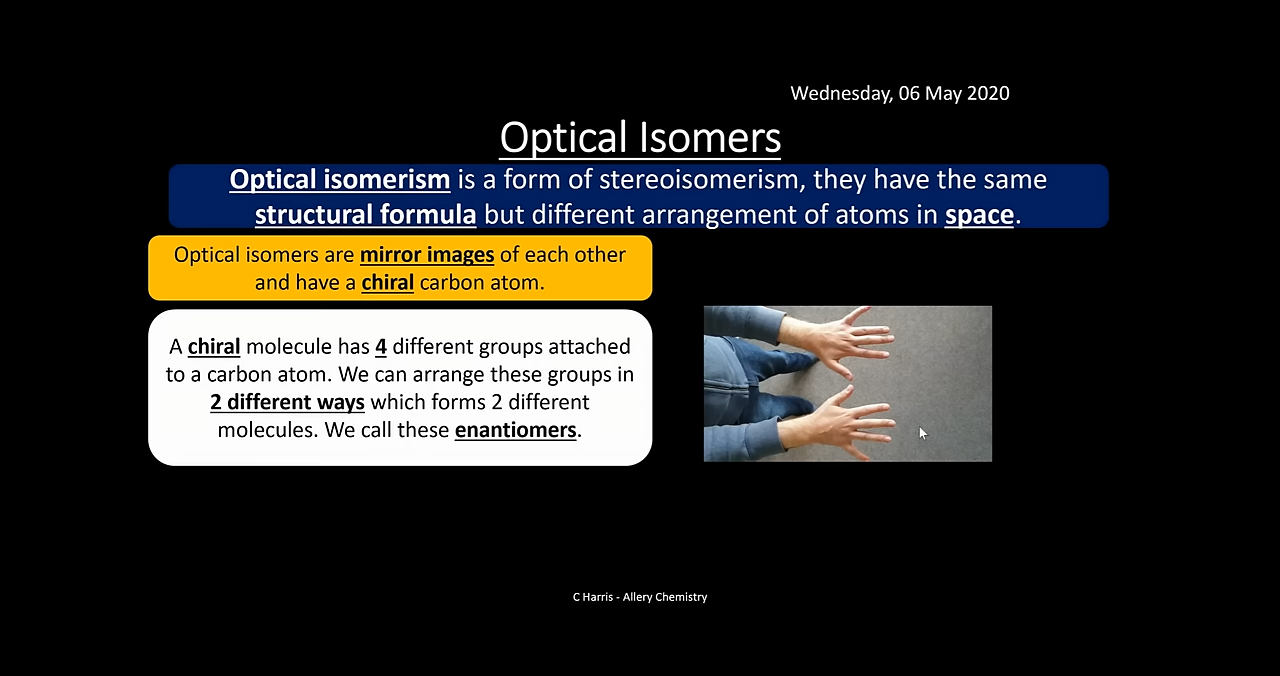 Wednesday, 06 May 2020
Optical Isomers
Optical isomerism is a form of stereoisomerism, they have the same
structural formula but different arrangement of atoms in space.
Optical isomers are mirror images of each other
and have a chiral carbon atom.
A chiral molecule has 4 different groups attached
to a carbon atom. We can arrange these groups in
2 different ways which forms 2 different
molecules. We call these enantiomers.
C Harris - Allery Chemistry